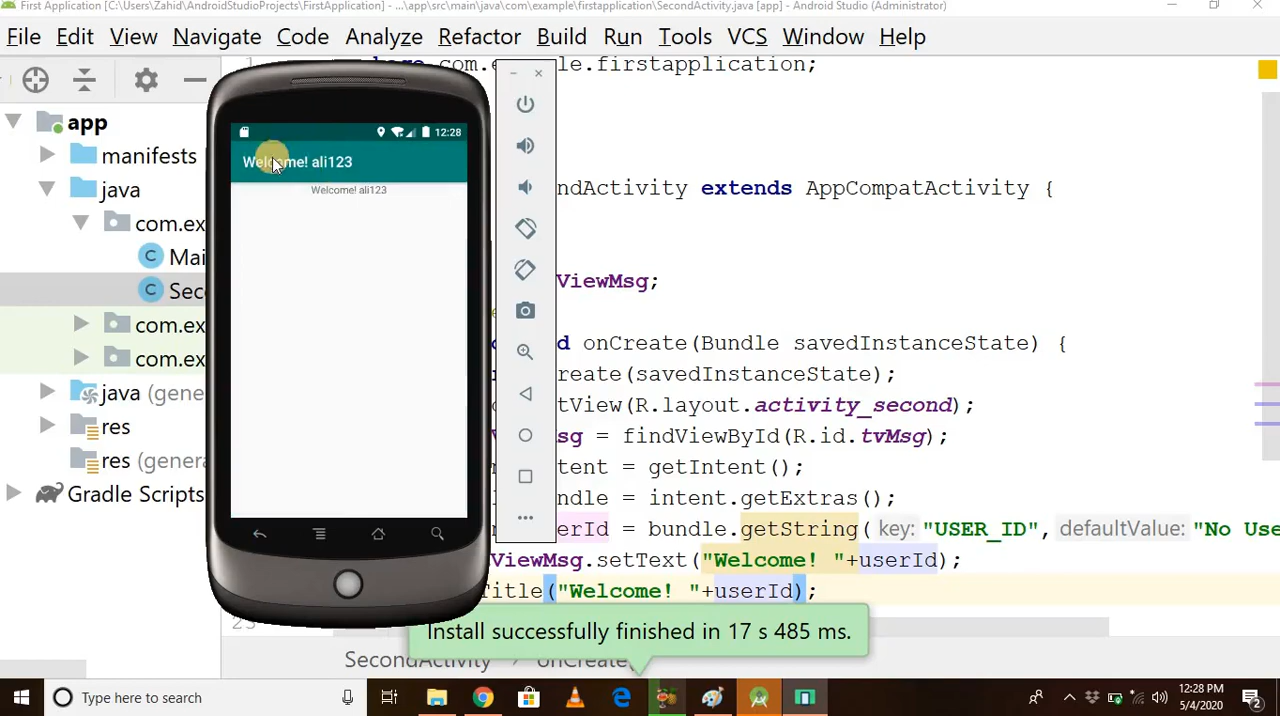 First Application [C:\Users\Zahid\AndroidStudioProjects\FirstApplication] - ...\app\src\main\java\com\example\firstapplication\SecondActivity.java [app] - Android Studio (Administrator)
File Edit View Navigate Code Analyze Refactor Build Run Tools VCS Window Help
.firstapplication;
app
12:28
manifests
Welcome! ali123
java
ndActivity extends AppCompatActivity {
Welcome! ali123
com.ex
Mai
Sec
ViewMsg;
d onCreate(Bundle savedInstanceState) {
reate(savedInstanceState);
tView(R.layout.activity_second);
sg = findViewById(R.id.tvMsg);
tent = getIntent();
ndle = intent.getExtras();
erId = bundle.getString( key: "USER_ID", defaultValue: "No Use
ViewMsg.setText("Welcome! "+userId);
Title("Welcome! "+userId);
com.ex
com.ex
java (gener
res
res (genera
Gradle Scripts
Install successfully finished in 17 s 485 ms.
SecondActivity > onCreate(
Type here to search
12:28 PM
5/4/2020
2